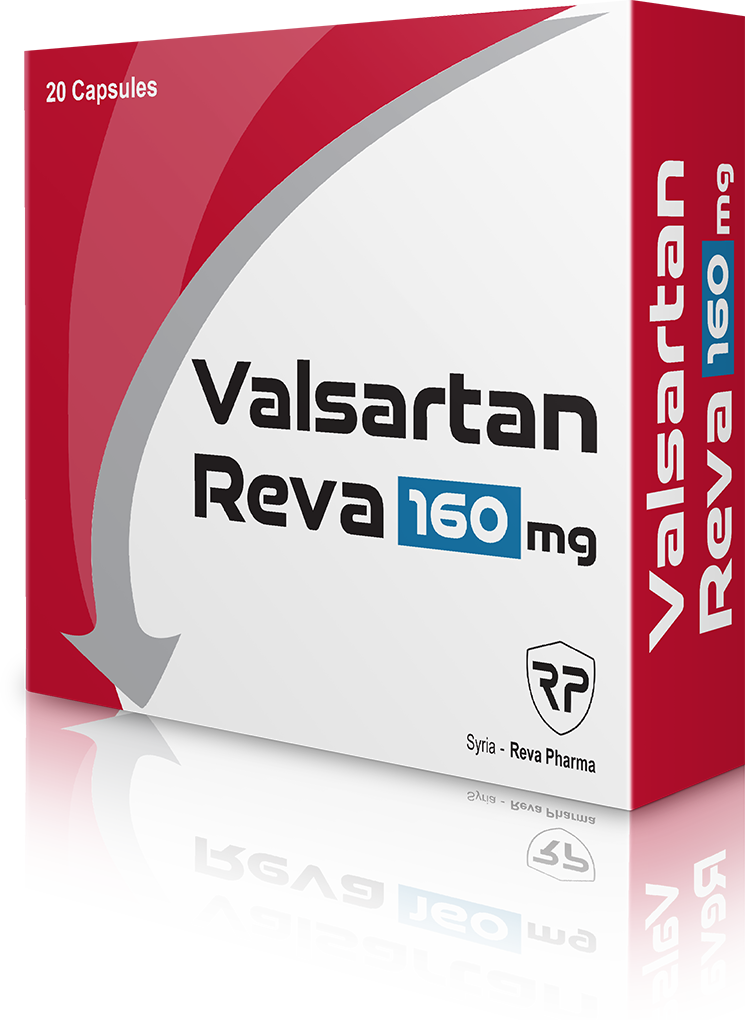 20 Capsules
Valsartan
Reva 160 mg
RP
Syria - Reva Pharma
Valsartan
Reva 160 mg